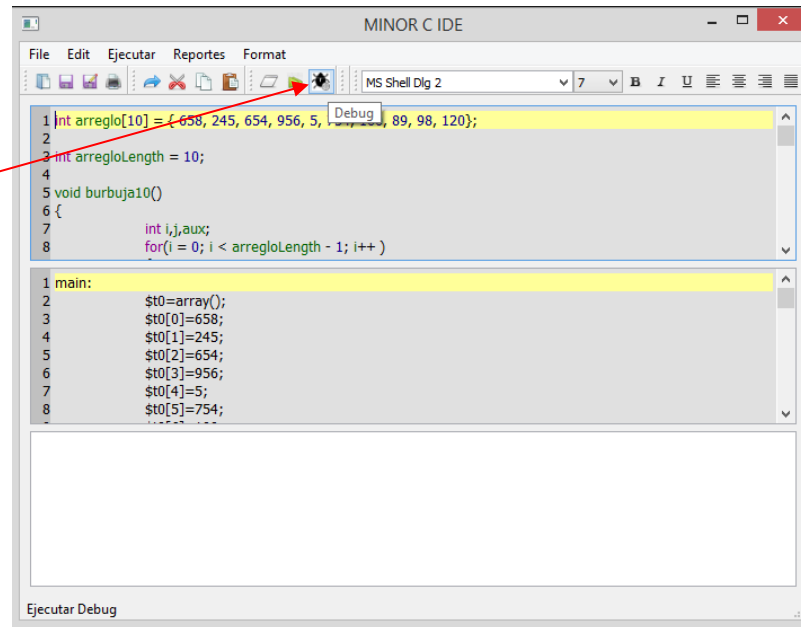 MINOR C IDE
File Edit Ejecutar Reportes Format
MS Shell Dlg 2 7 B I U
Debug
1 int arreglo[10] = { 658, 245, 654, 956, 5, 89, 98, 120};
2
3 int arregloLength = 10;
4
5 void burbuja10()
6 {
7 int i,j,aux;
8 for(i = 0; i < arregloLength - 1; i++ )
1 main:
2 $t0=array();
3 $t0[0]=658;
4 $t0[1]=245;
5 $t0[2]=654;
6 $t0[3]=956;
7 $t0[4]=5;
8 $t0[5]=754;
Ejecutar Debug